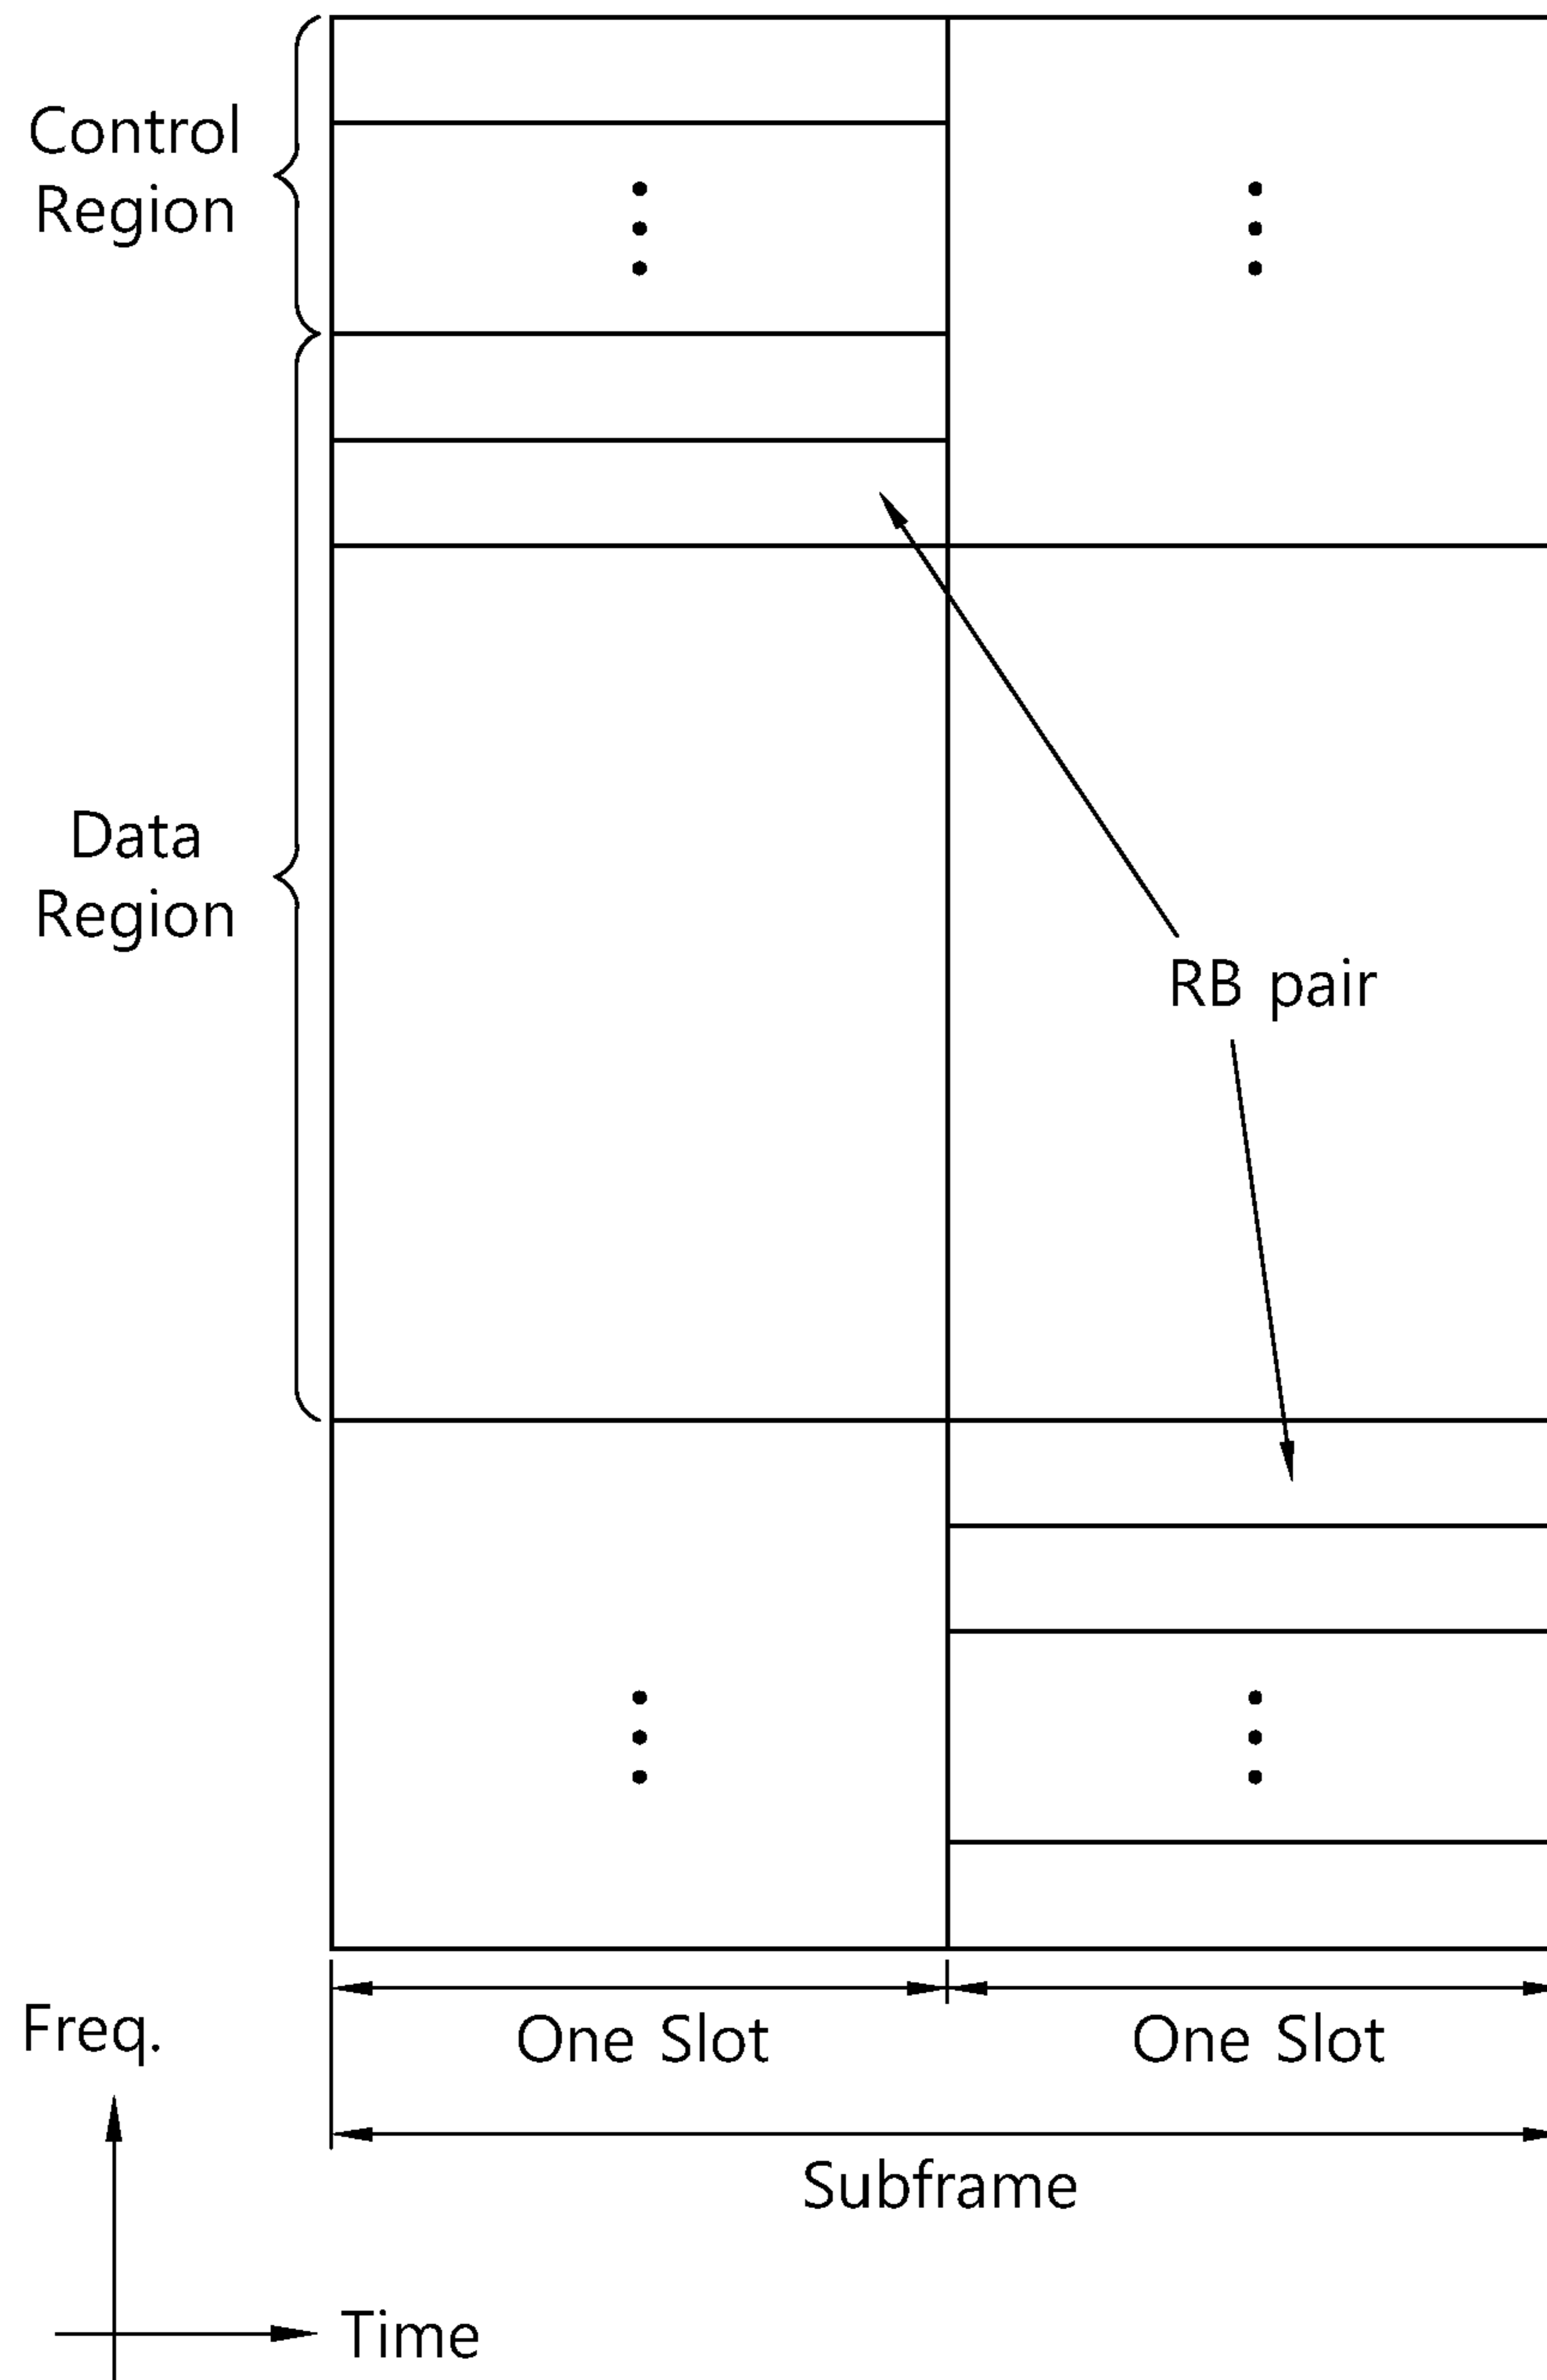 Control
Region
Data
Region
RB pair
One Slot
One Slot
Freq.
Subframe
Time